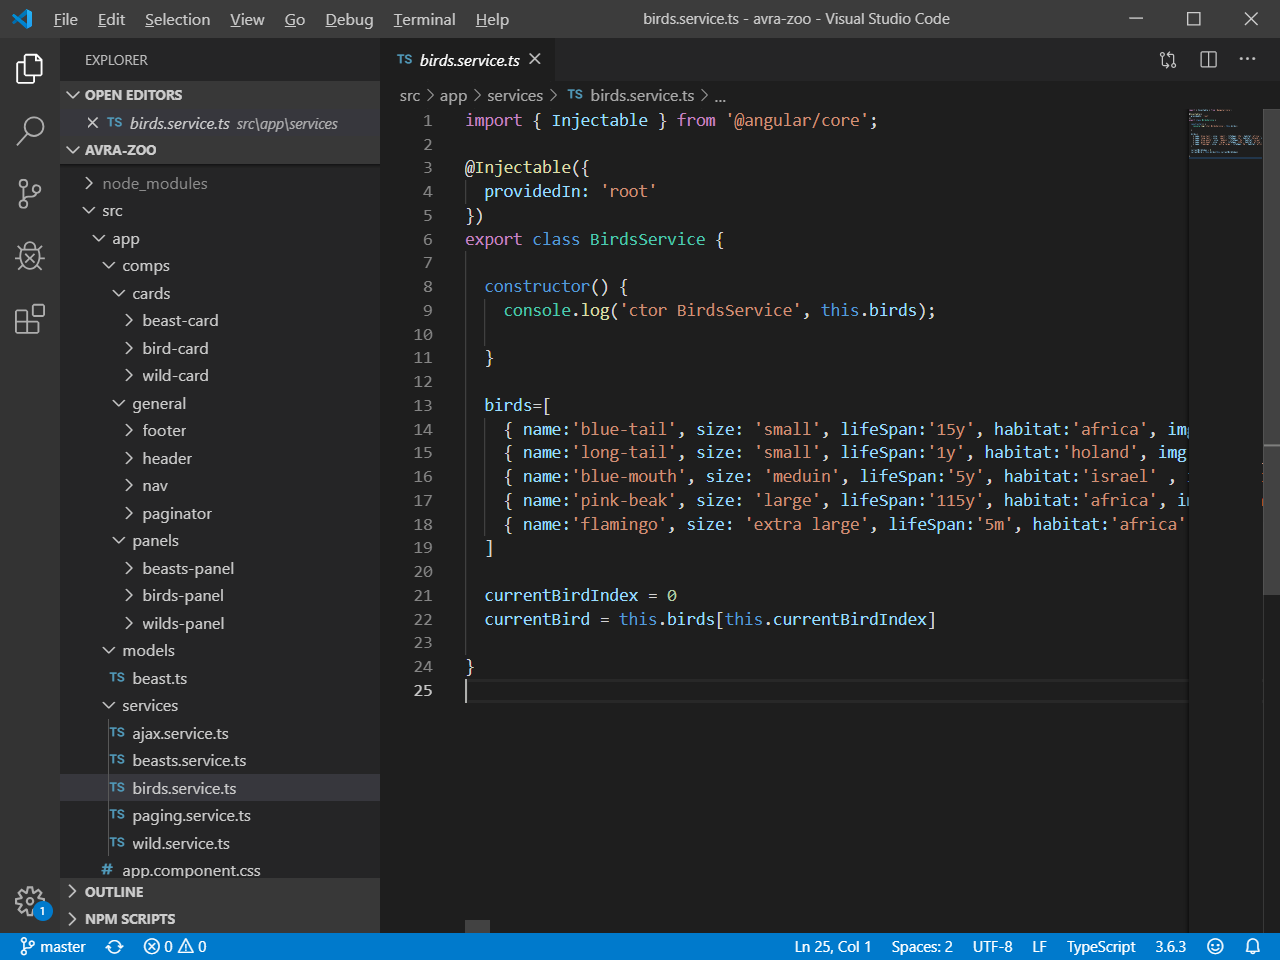 File Edit Selection View Go Debug Terminal Help
birds.service.ts - avra-zoo - Visual Studio Code
EXPLORER
OPEN EDITORS
TS birds.service.ts src\app\services
AVRA-ZOO
node_modules
src
app
comps
cards
beast-card
bird-card
wild-card
general
footer
header
nav
paginator
panels
beasts-panel
birds-panel
wilds-panel
models
TS beast.ts
services
TS ajax.service.ts
TS beasts.service.ts
TS birds.service.ts
TS paging.service.ts
TS wild.service.ts
# app.component.css
OUTLINE
NPM SCRIPTS
1
TS birds.service.ts
src > app > services > TS birds.service.ts > ...
1 import { Injectable } from '@angular/core';
2
3 @Injectable({
4 providedIn: 'root'
5 })
6 export class BirdsService {
7
8 constructor() {
9 console.log('ctor BirdsService', this.birds);
10
11 }
12
13 birds=[
14 { name:'blue-tail', size: 'small', lifeSpan:'15y', habitat:'africa', img
15 { name:'long-tail', size: 'small', lifeSpan:'1y', habitat:'holand', img
16 { name:'blue-mouth', size: 'meduin', lifeSpan:'5y', habitat:'israel' ,
17 { name:'pink-beak', size: 'large', lifeSpan:'115y', habitat:'africa', im
18 { name:'flamingo', size: 'extra large', lifeSpan:'5m', habitat:'africa'
19 ]
20
21 currentBirdIndex = 0
22 currentBird = this.birds[this.currentBirdIndex]
23
24 }
25
master 0 0 Ln 25, Col 1 Spaces: 2 UTF-8 LF TypeScript 3.6.3